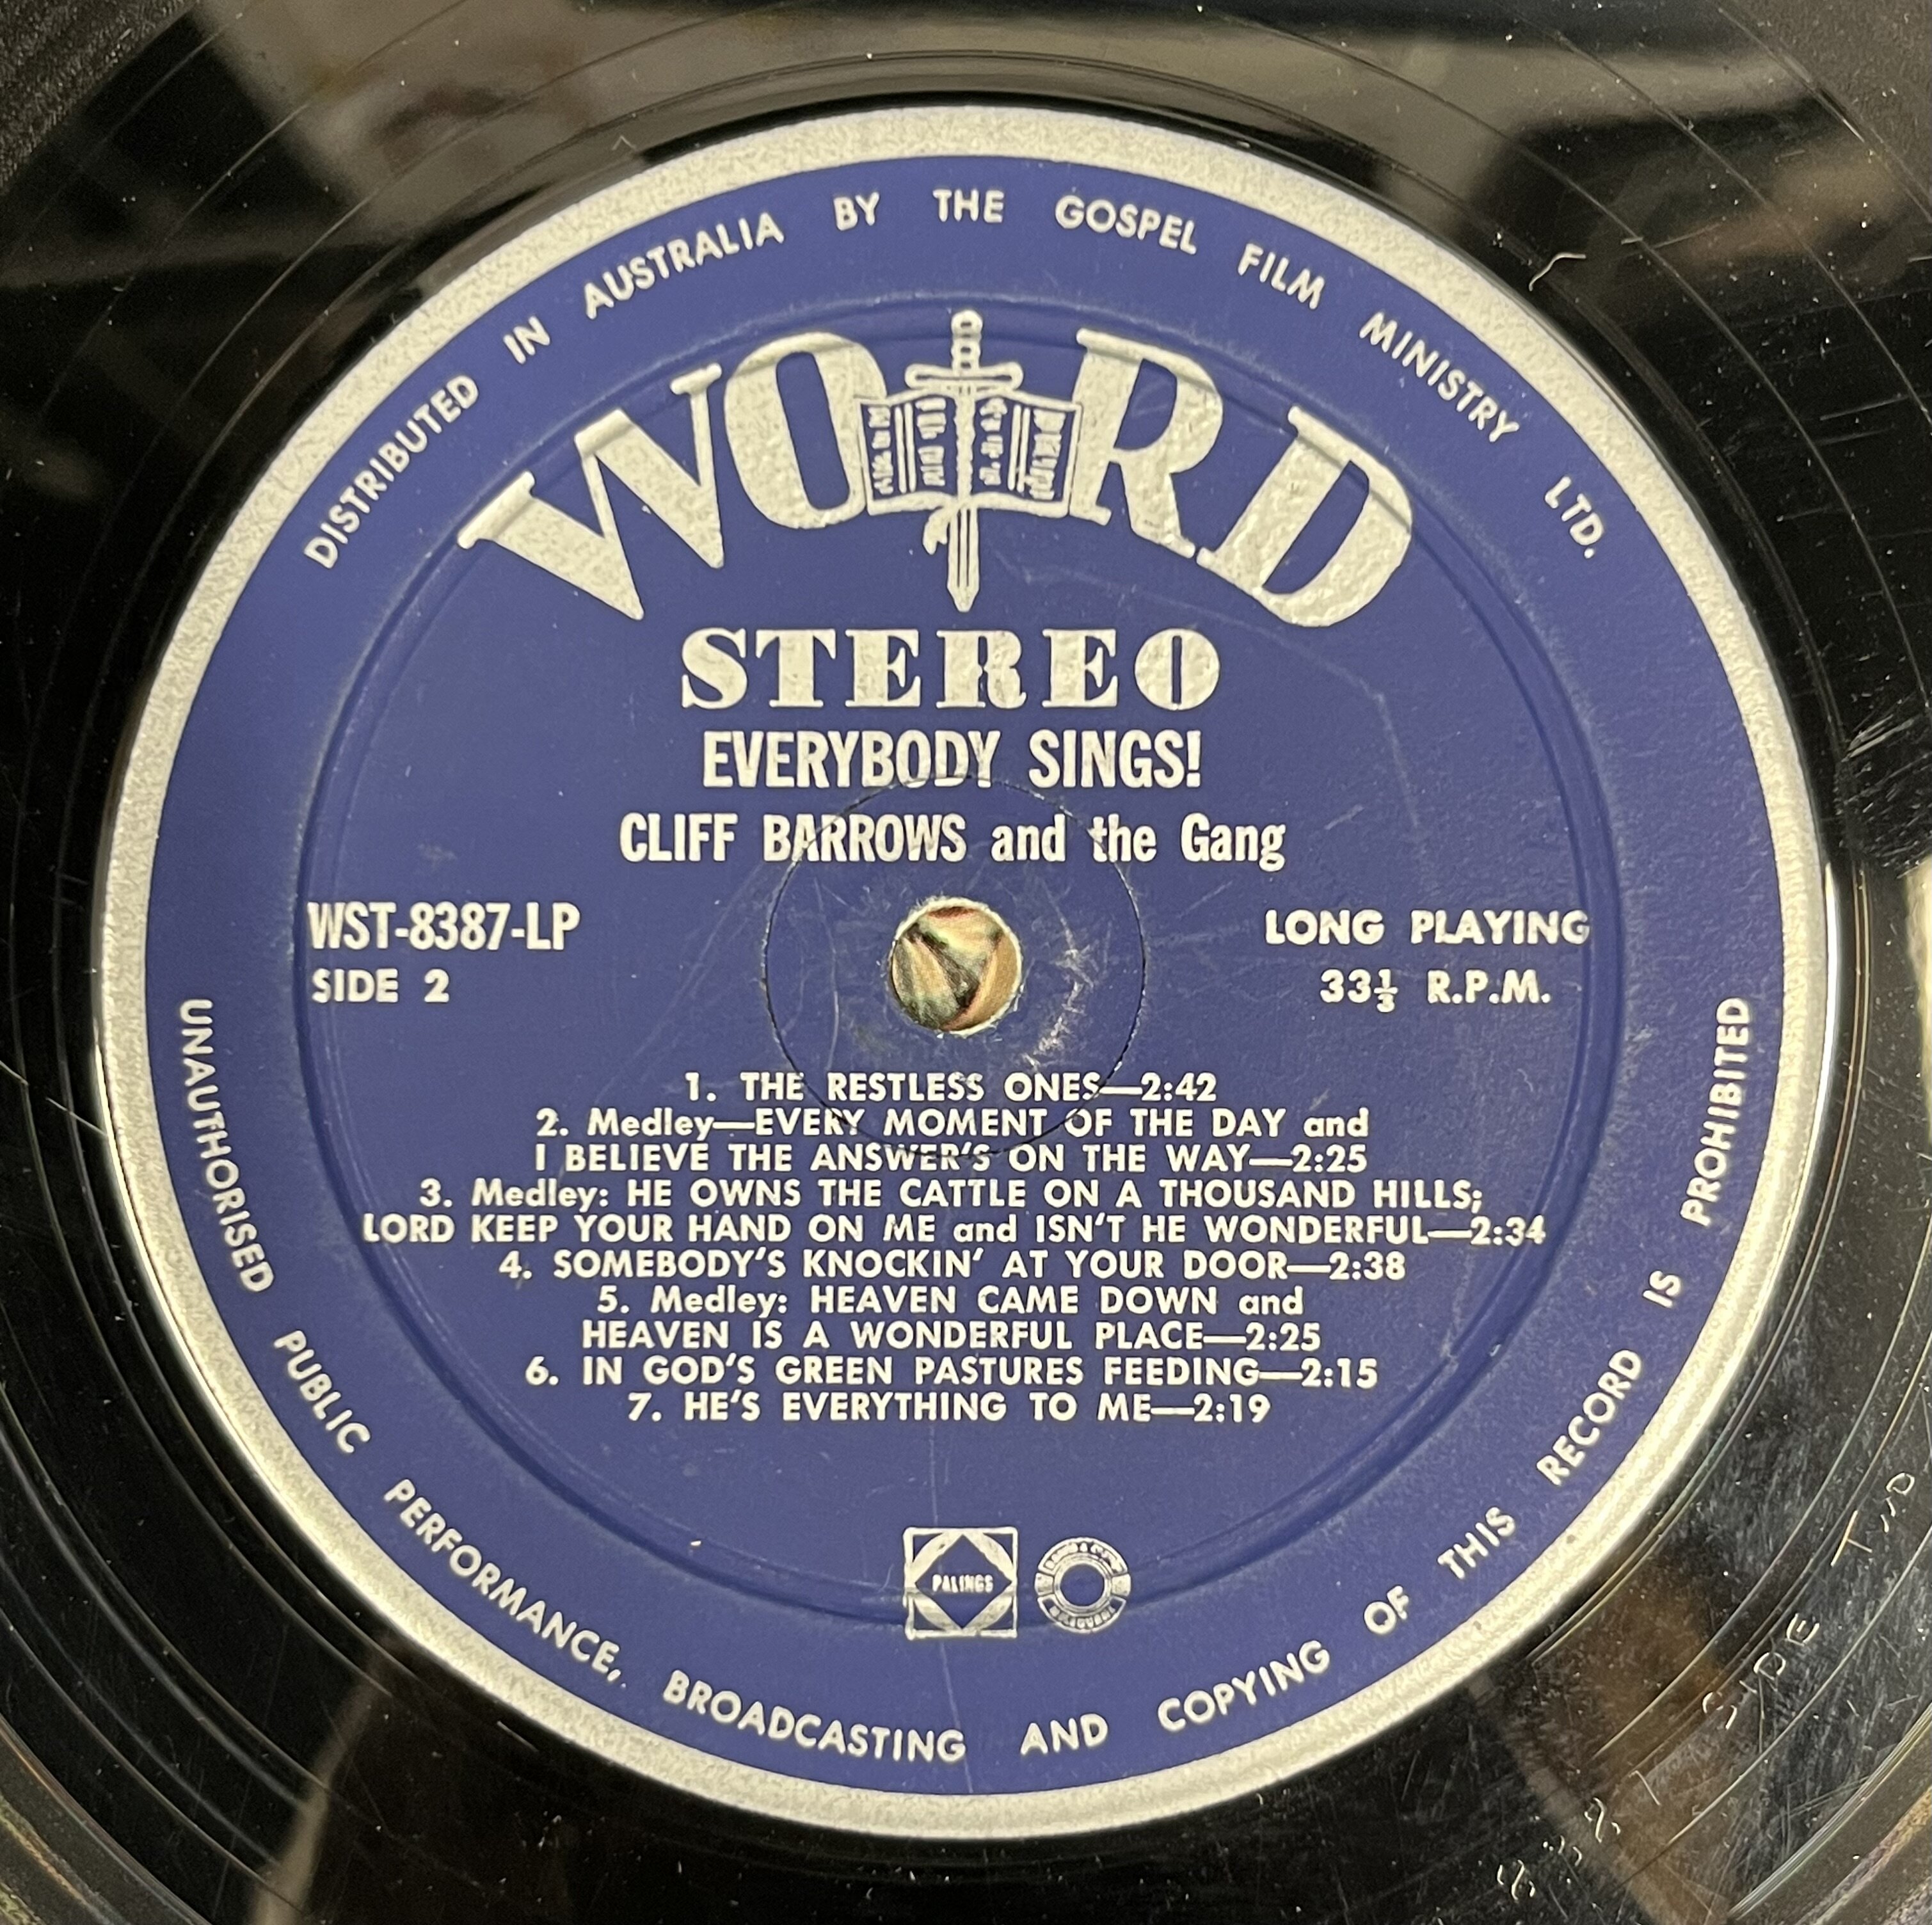 DISTRIBUTED IN AUSTRALIA BY THE GOSPEL FILM MINISTRY LTD.
WORD
STEREO
EVERYBODY SINGS!
CLIFF BARROWS and the Gang
WST-8387-LP
SIDE 2
LONG PLAYING
33⅓ R.P.M.
1. THE RESTLESS ONES—2:42
2. Medley—EVERY MOMENT OF THE DAY and
I BELIEVE THE ANSWER'S ON THE WAY—2:25
3. Medley: HE OWNS THE CATTLE ON A THOUSAND HILLS;
LORD KEEP YOUR HAND ON ME and ISN'T HE WONDERFUL—2:34
4. SOMEBODY'S KNOCKIN' AT YOUR DOOR—2:38
5. Medley: HEAVEN CAME DOWN and
HEAVEN IS A WONDERFUL PLACE—2:25
6. IN GOD'S GREEN PASTURES FEEDING—2:15
7. HE'S EVERYTHING TO ME—2:19
PALINGS
UNAUTHORISED PUBLIC PERFORMANCE, BROADCASTING AND COPYING OF THIS RECORD IS PROHIBITED
SIDE TWO